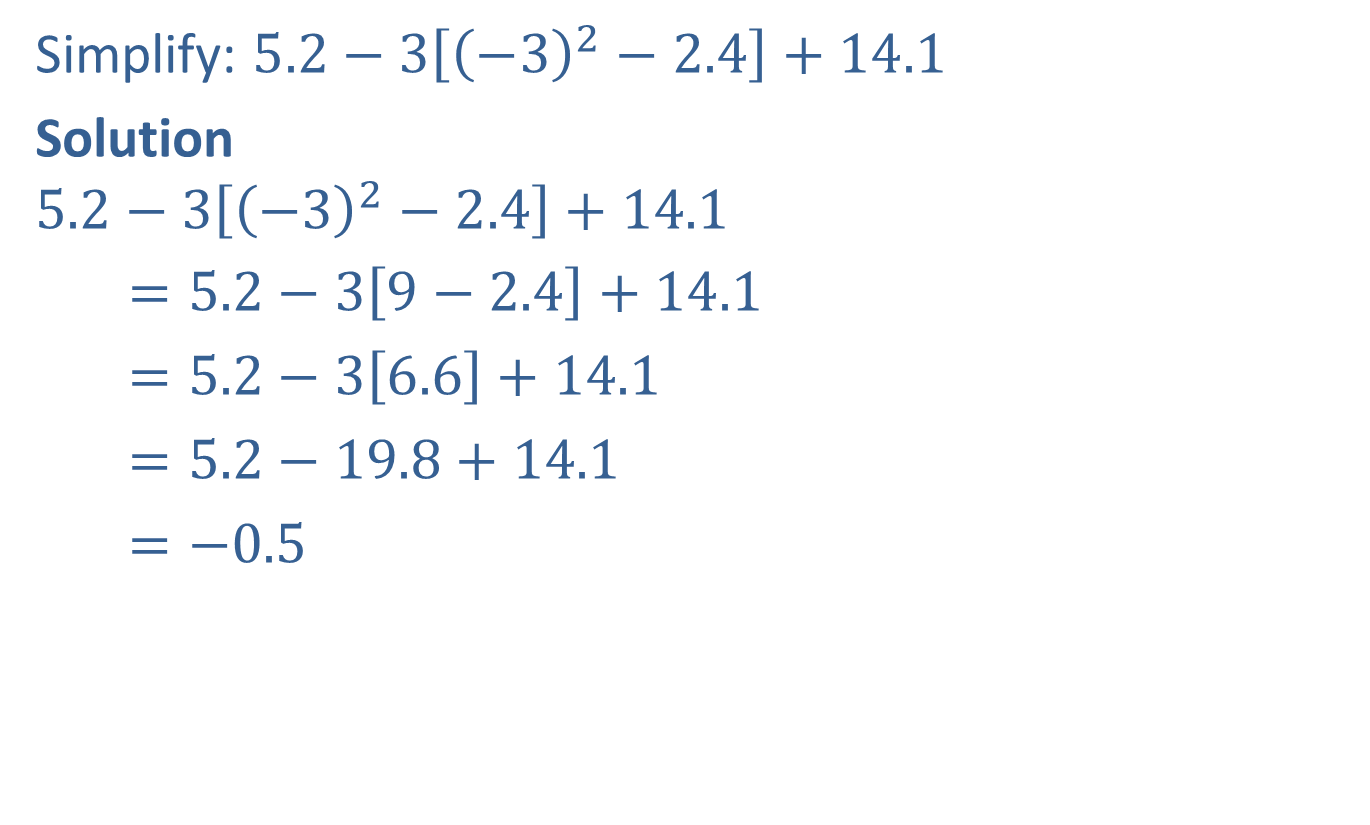 Simplify: 5.2 − 3[(−3)² − 2.4] + 14.1
Solution
5.2 − 3[(−3)² − 2.4] + 14.1
= 5.2 − 3[9 − 2.4] + 14.1
= 5.2 − 3[6.6] + 14.1
= 5.2 − 19.8 + 14.1
= −0.5